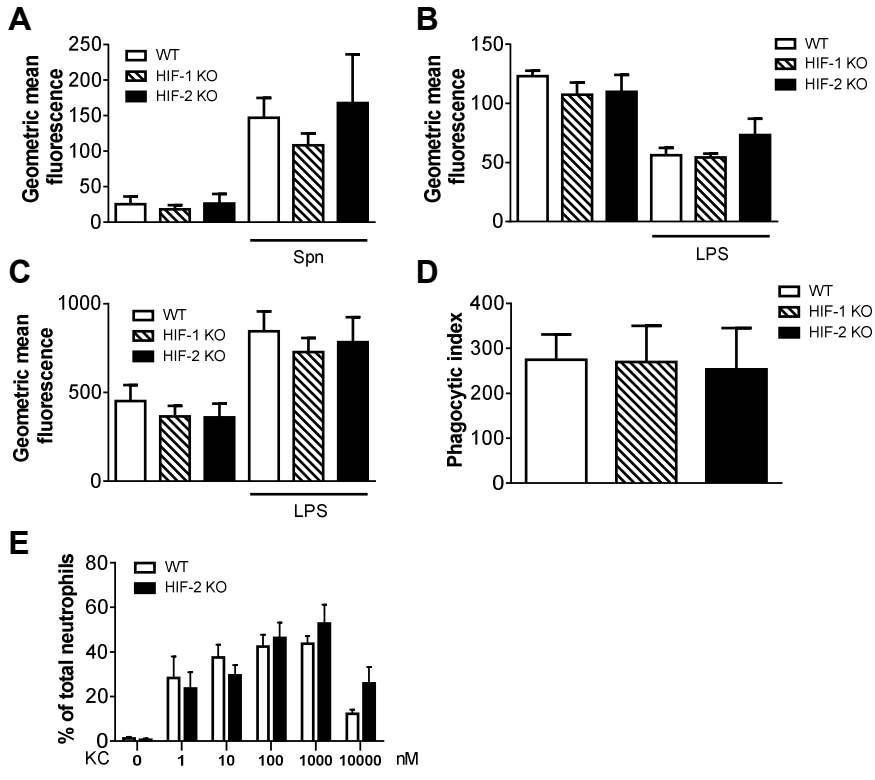 A
Geometric mean
fluorescence
250
200
150
100
50
0
WT
HIF-1 KO
HIF-2 KO
Spn
B
Geometric mean
fluorescence
150
100
50
0
WT
HIF-1 KO
HIF-2 KO
LPS
C
Geometric mean
fluorescence
1000
500
0
WT
HIF-1 KO
HIF-2 KO
LPS
D
Phagocytic index
400
300
200
100
0
WT
HIF-1 KO
HIF-2 KO
E
% of total neutrophils
80
60
40
20
0
WT
HIF-2 KO
KC 0 1 10 100 1000 10000 nM